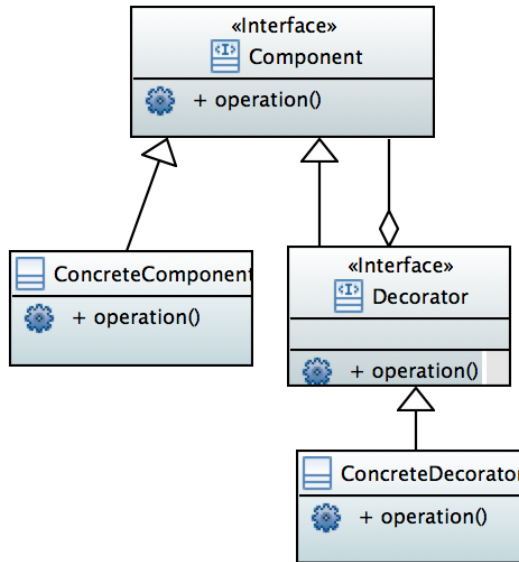 «Interface»
<I> Component
+ operation()
ConcreteComponent
+ operation()
«Interface»
<I> Decorator
+ operation()
ConcreteDecorator
+ operation()